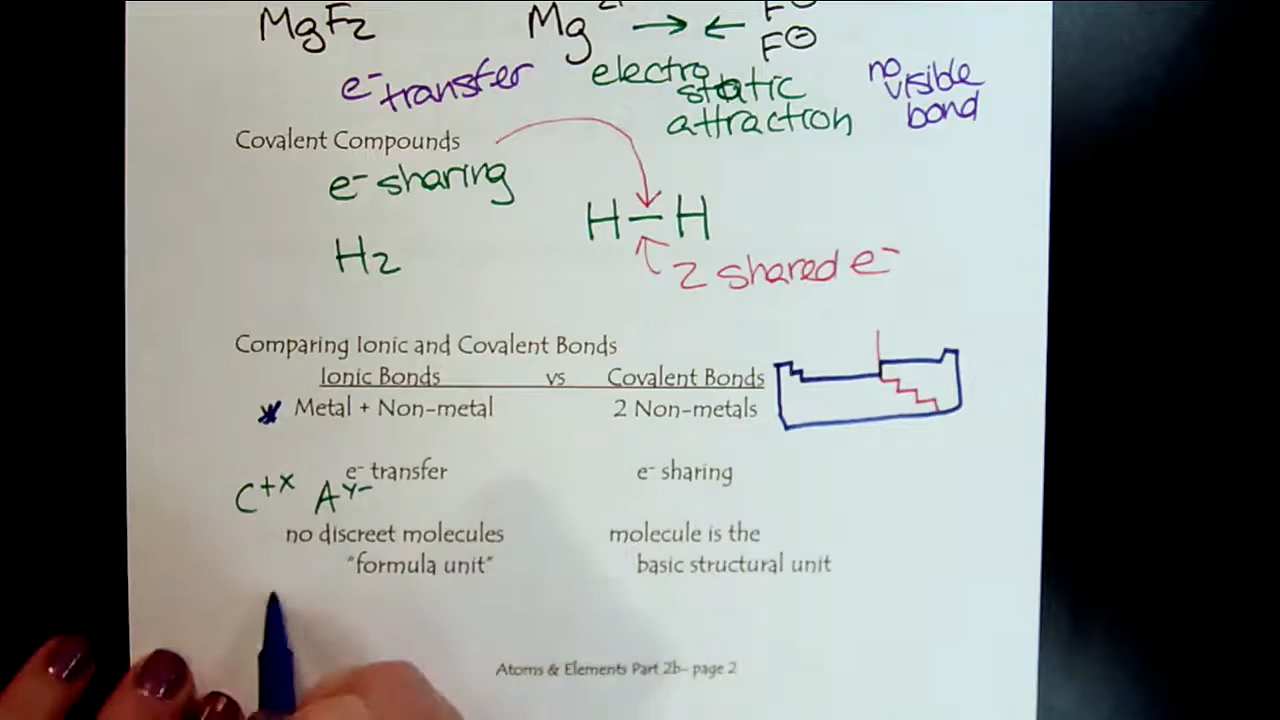 MgF2 Mg 2+ → ← F⊖
F⊖
e- transfer
electrostatic attraction
no visible bond
Covalent Compounds
e- sharing
H–H
H2
2 shared e-
Comparing Ionic and Covalent Bonds
Ionic Bonds vs Covalent Bonds
Metal + Non-metal 2 Non-metals
e- transfer e- sharing
C+x Ay-
no discreet molecules molecule is the
"formula unit" basic structural unit
Atoms & Elements Part 2b- page 2